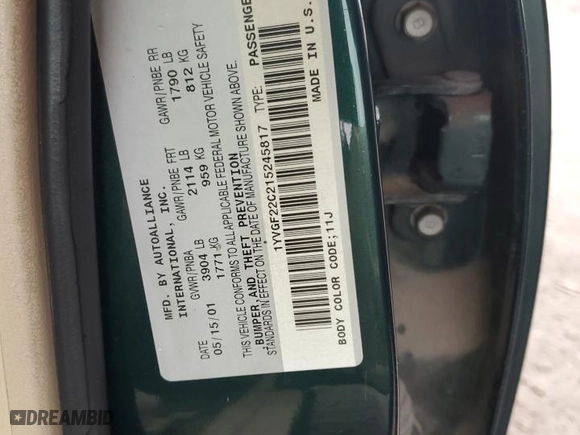 MFD. BY AUTOALLIANCE
INTERNATIONAL, INC.
DATE GVWR/PNBA GAWR/PNBE FRT GAWR/PNBE RR
05/15/01 3904 LB 2114 LB 1790 LB
1771 KG 959 KG 812 KG
THIS VEHICLE CONFORMS TO ALL APPLICABLE FEDERAL MOTOR VEHICLE SAFETY
BUMPER, AND THEFT PREVENTION
STANDARDS IN EFFECT ON THE DATE OF MANUFACTURE SHOWN ABOVE.
1YVGF22C215245817 TYPE: PASSENGE
BODY COLOR CODE;11J MADE IN U.S.
DREAMBID